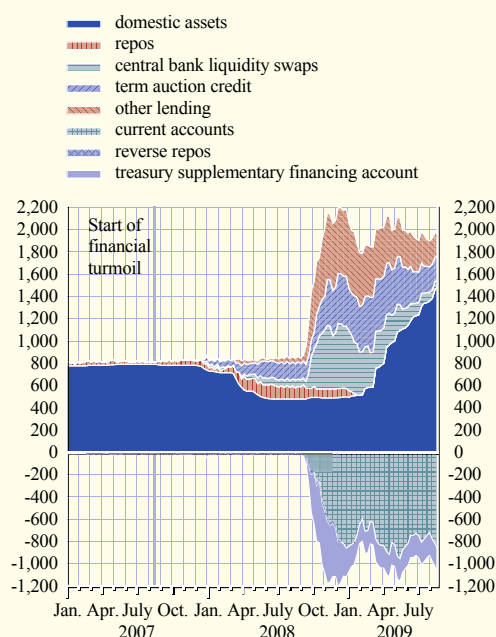 domestic assets
repos
central bank liquidity swaps
term auction credit
other lending
current accounts
reverse repos
treasury supplementary financing account
2,200 2,200
2,000 2,000
1,800 1,800
1,600 1,600
1,400 1,400
1,200 1,200
1,000 1,000
800 800
600 600
400 400
200 200
0 0
-200 -200
-400 -400
-600 -600
-800 -800
-1,000 -1,000
-1,200 -1,200
Start of
financial
turmoil
Jan. Apr. July Oct. Jan. Apr. July Oct. Jan. Apr. July
2007 2008 2009